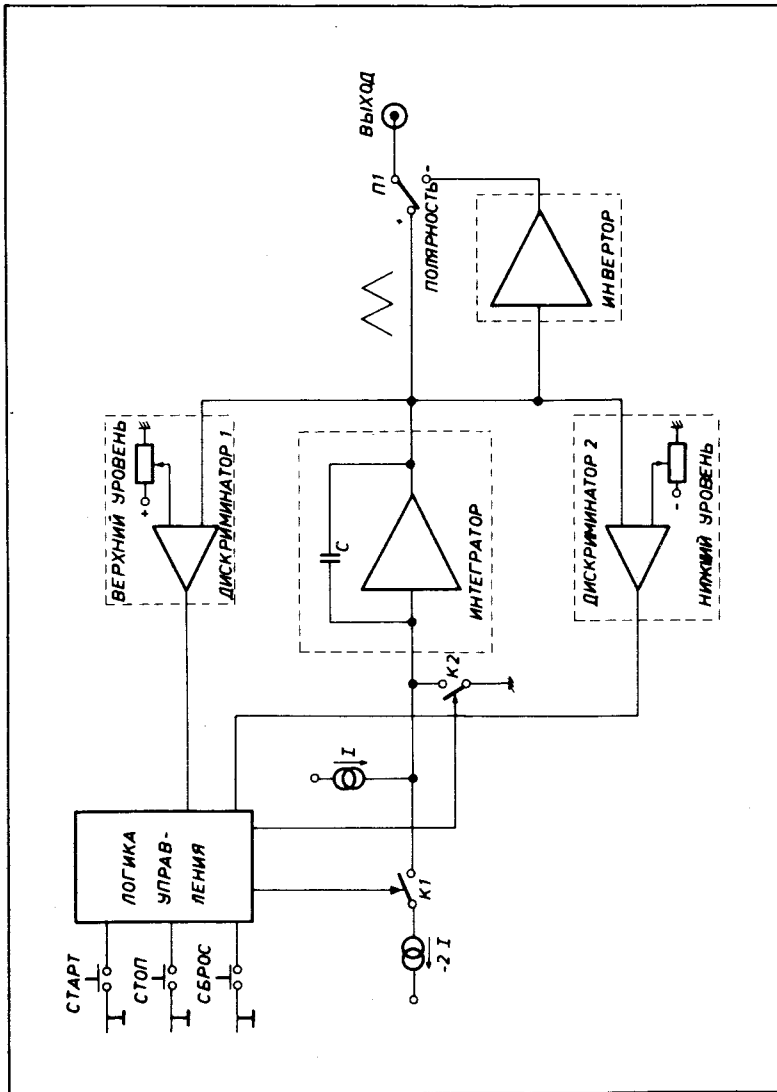 СТАРТ
СТОП
СБРОС
ЛОГИКА
УПРАВ-
ЛЕНИЯ
-2 I
К1
I
К2
ВЕРХНИЙ УРОВЕНЬ
+
ДИСКРИМИНАТОР 1
C
ИНТЕГРАТОР
ДИСКРИМИНАТОР 2
-
НИЖНИЙ УРОВЕНЬ
П1
ВЫХОД
+
-
ПОЛЯРНОСТЬ
ИНВЕРТОР